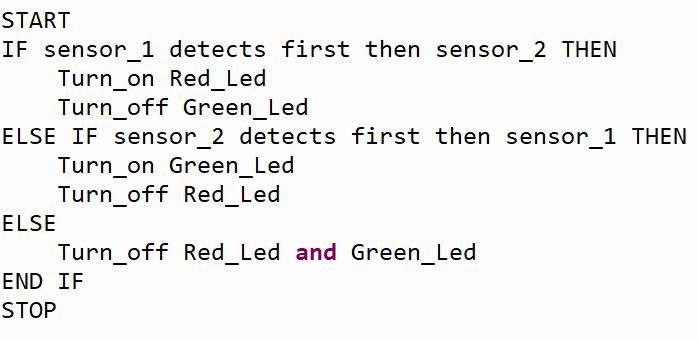 START
IF sensor_1 detects first then sensor_2 THEN
    Turn_on Red_Led
    Turn_off Green_Led
ELSE IF sensor_2 detects first then sensor_1 THEN
    Turn_on Green_Led
    Turn_off Red_Led
ELSE
    Turn_off Red_Led and Green_Led
END IF
STOP